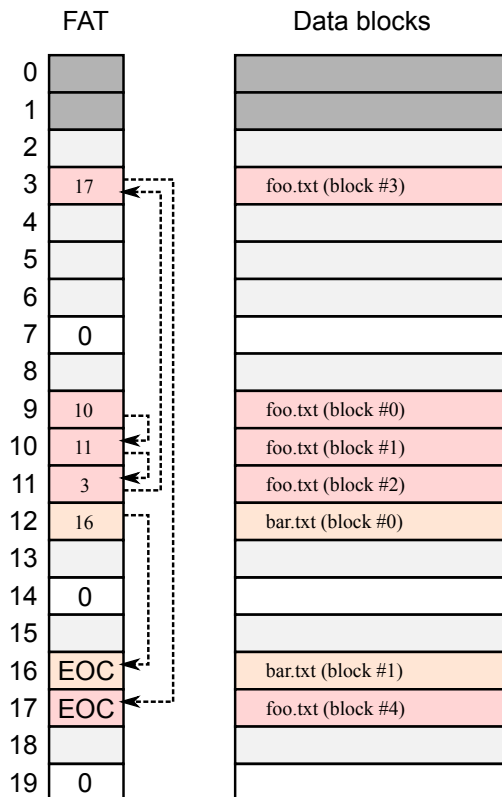 FAT Data blocks
0
1
2
3 17 foo.txt (block #3)
4
5
6
7 0
8
9 10 foo.txt (block #0)
10 11 foo.txt (block #1)
11 3 foo.txt (block #2)
12 16 bar.txt (block #0)
13
14 0
15
16 EOC bar.txt (block #1)
17 EOC foo.txt (block #4)
18
19 0